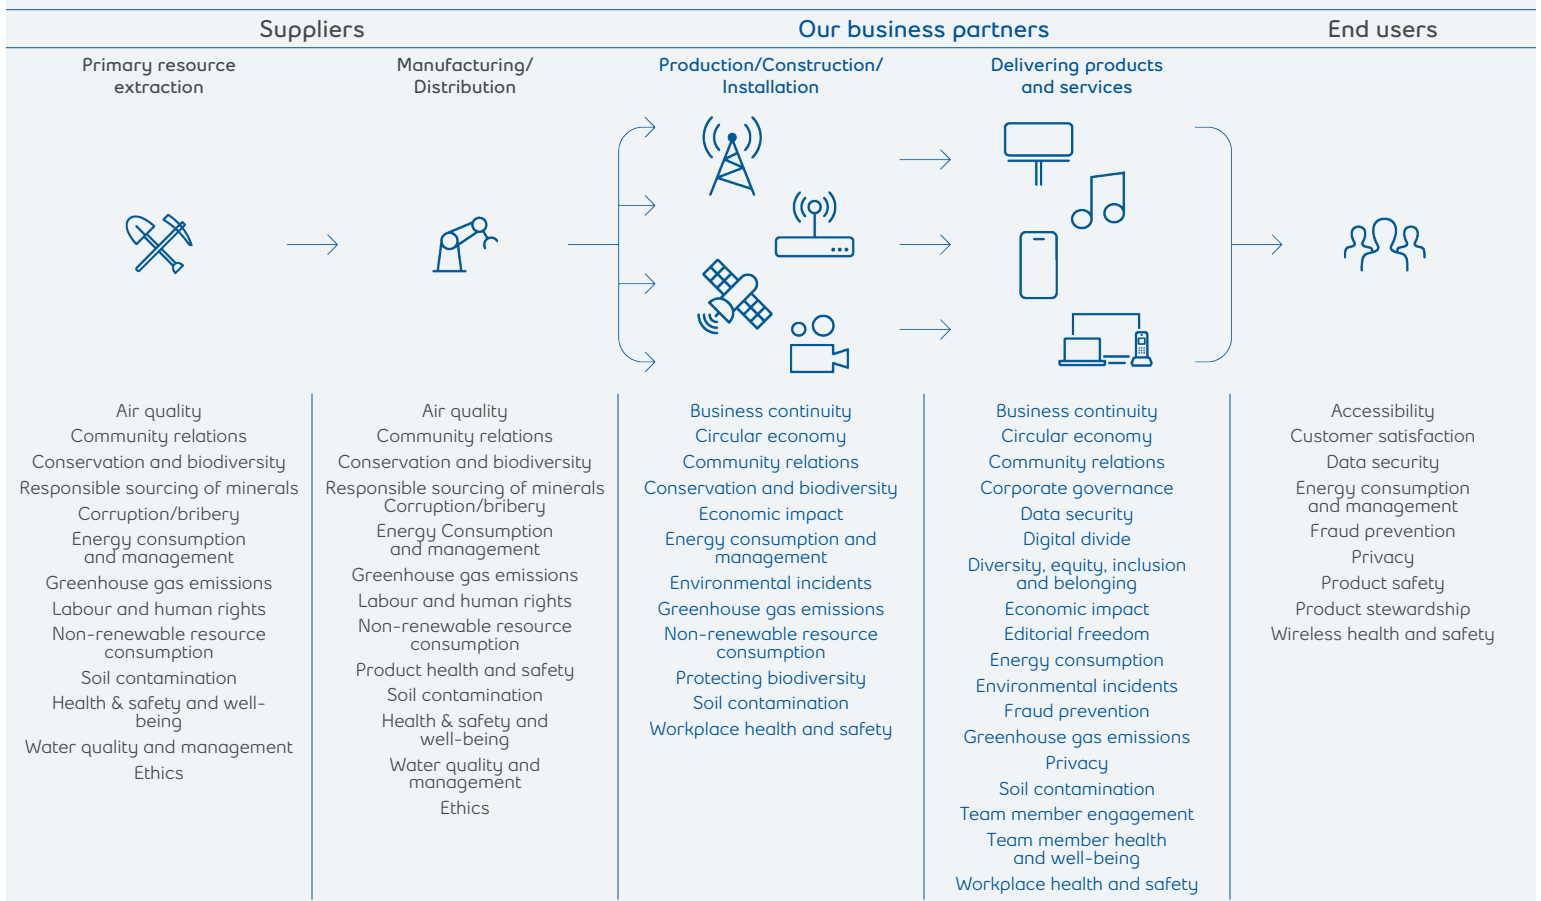 Suppliers
Our business partners
End users
Primary resource
extraction
Manufacturing/
Distribution
Production/Construction/
Installation
Delivering products
and services
Air quality
Community relations
Conservation and biodiversity
Responsible sourcing of minerals
Corruption/bribery
Energy consumption
and management
Greenhouse gas emissions
Labour and human rights
Non-renewable resource
consumption
Soil contamination
Health & safety and well-
being
Water quality and management
Ethics
Air quality
Community relations
Conservation and biodiversity
Responsible sourcing of minerals
Corruption/bribery
Energy Consumption
and management
Greenhouse gas emissions
Labour and human rights
Non-renewable resource
consumption
Product health and safety
Soil contamination
Health & safety and
well-being
Water quality and
management
Ethics
Business continuity
Circular economy
Community relations
Conservation and biodiversity
Economic impact
Energy consumption and
management
Environmental incidents
Greenhouse gas emissions
Non-renewable resource
consumption
Protecting biodiversity
Soil contamination
Workplace health and safety
Business continuity
Circular economy
Community relations
Corporate governance
Data security
Digital divide
Diversity, equity, inclusion
and belonging
Economic impact
Editorial freedom
Energy consumption
Environmental incidents
Fraud prevention
Greenhouse gas emissions
Privacy
Soil contamination
Team member engagement
Team member health
and well-being
Workplace health and safety
Accessibility
Customer satisfaction
Data security
Energy consumption
and management
Fraud prevention
Privacy
Product safety
Product stewardship
Wireless health and safety